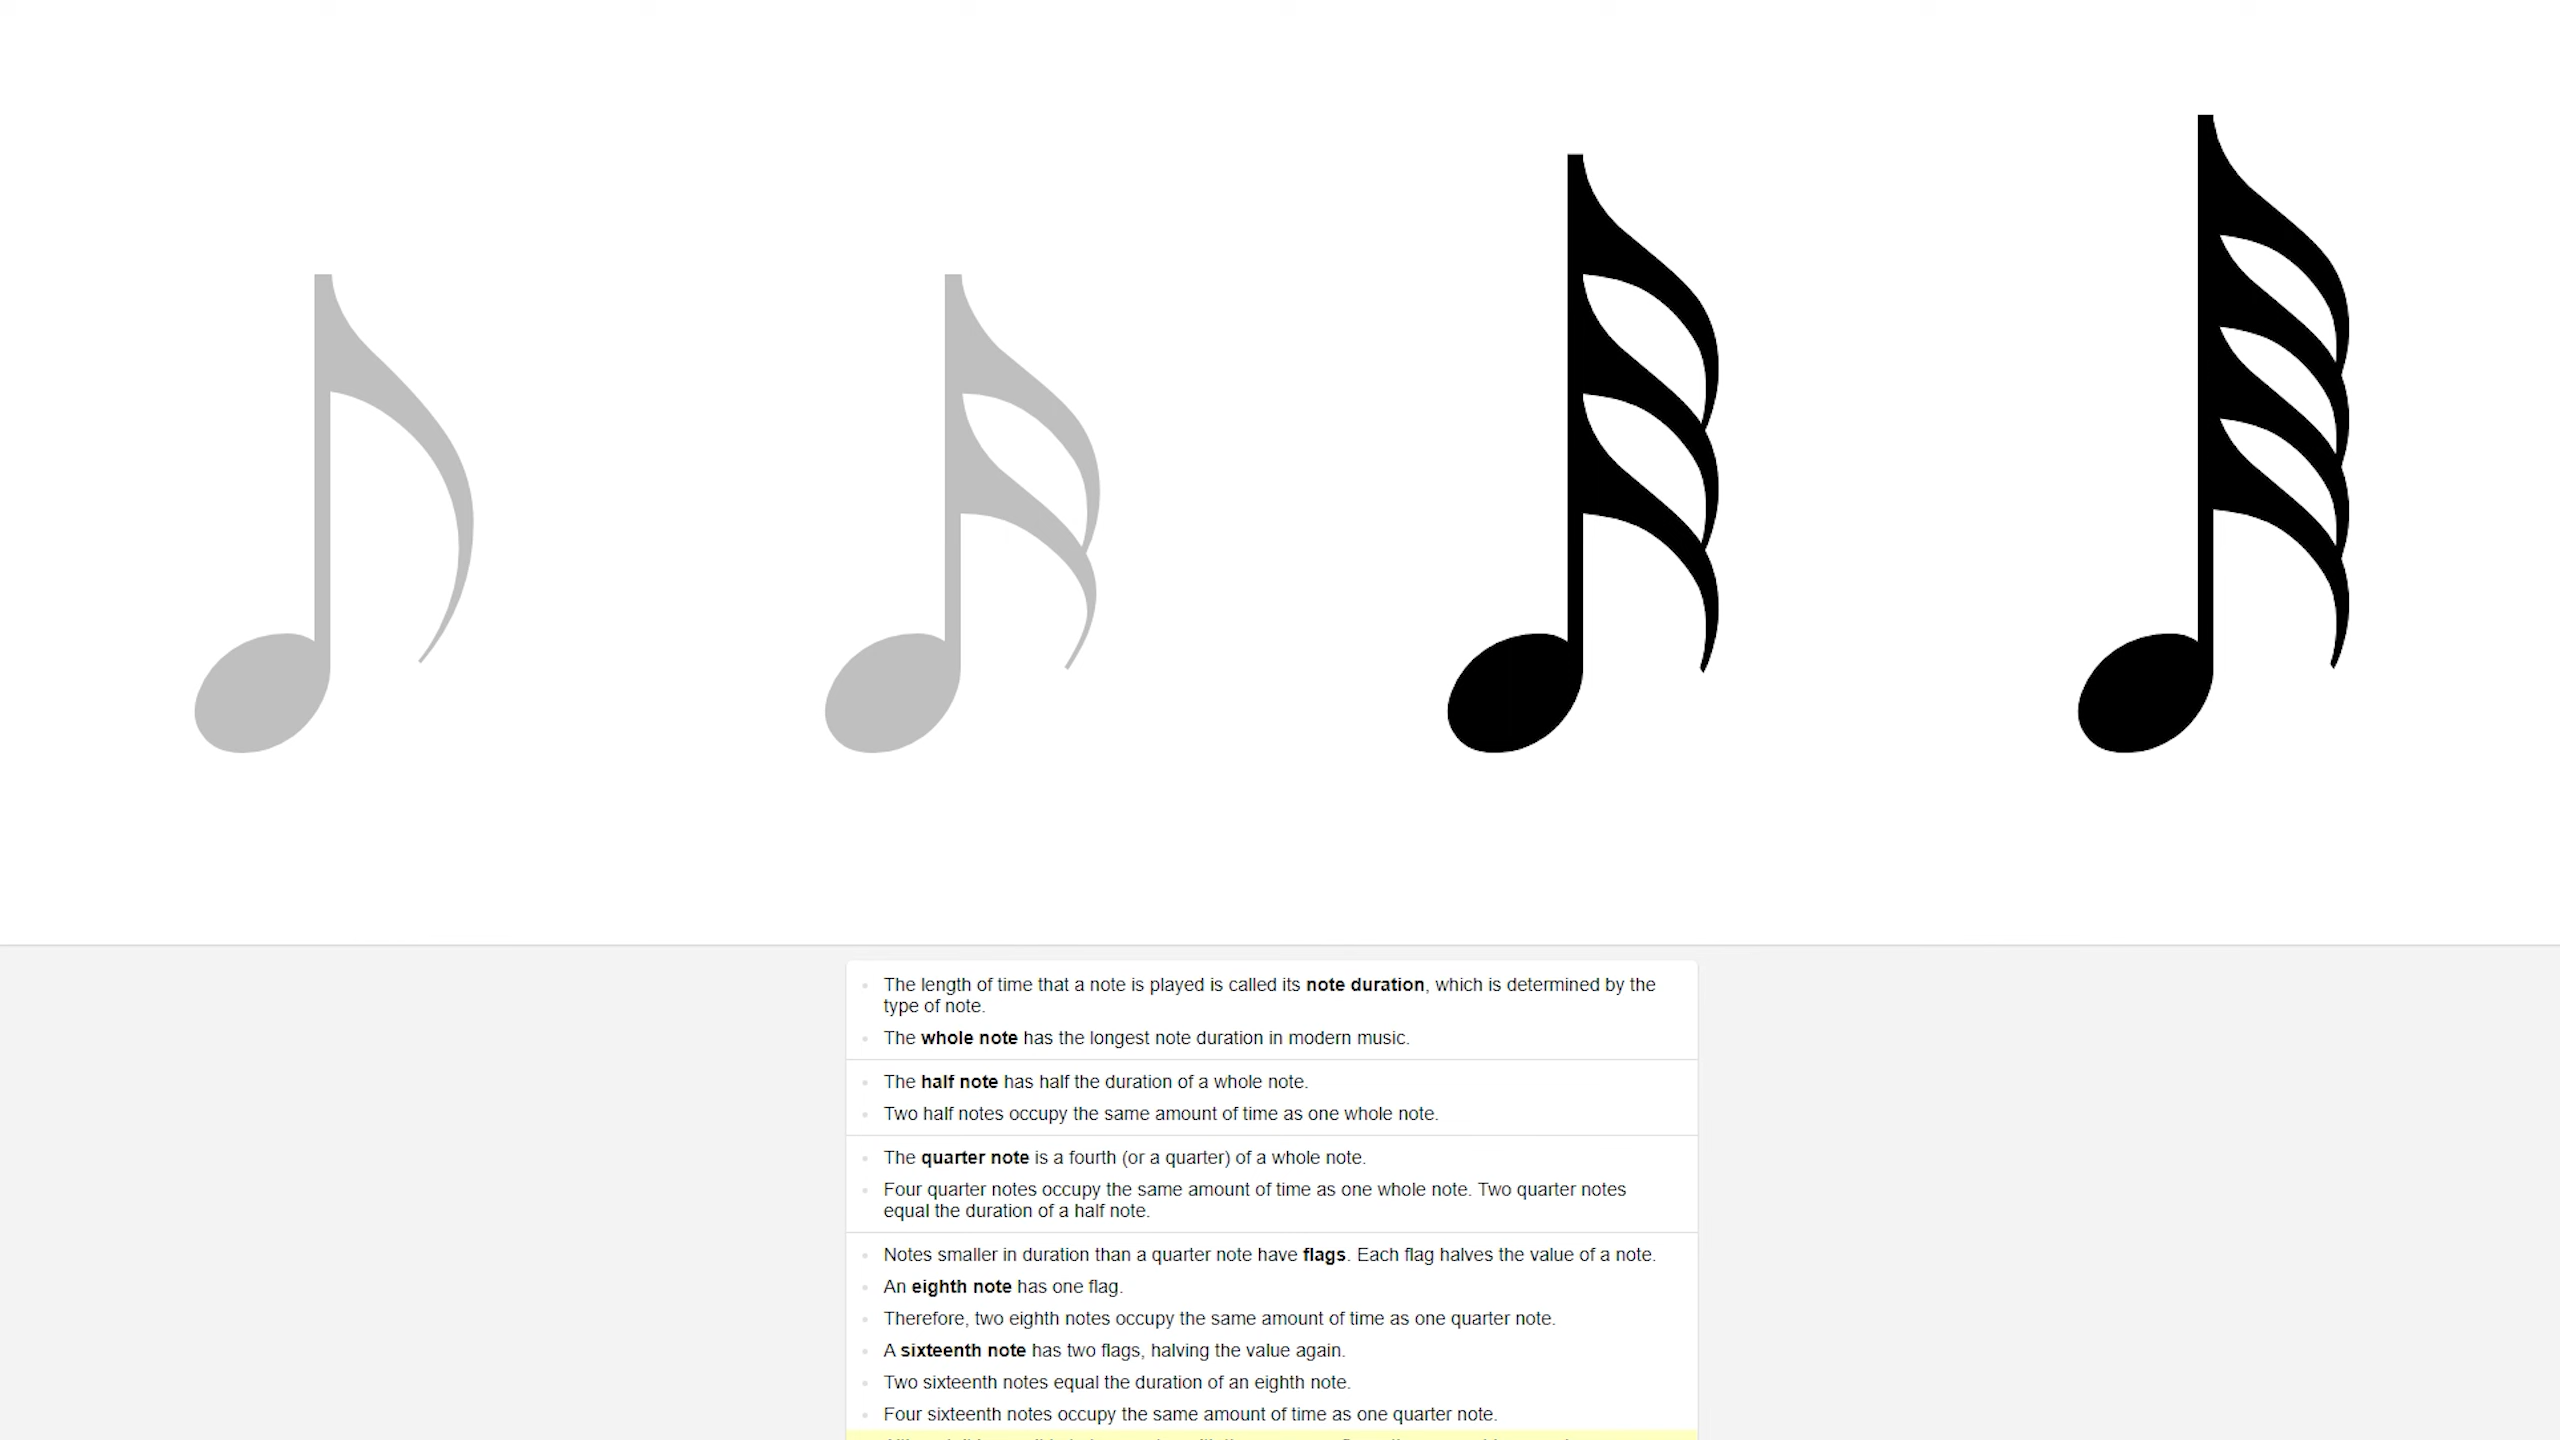 The length of time that a note is played is called its note duration, which is determined by the
type of note.
The whole note has the longest note duration in modern music.
The half note has half the duration of a whole note.
Two half notes occupy the same amount of time as one whole note.
The quarter note is a fourth (or a quarter) of a whole note.
Four quarter notes occupy the same amount of time as one whole note. Two quarter notes
equal the duration of a half note.
Notes smaller in duration than a quarter note have flags. Each flag halves the value of a note.
An eighth note has one flag.
Therefore, two eighth notes occupy the same amount of time as one quarter note.
A sixteenth note has two flags, halving the value again.
Two sixteenth notes equal the duration of an eighth note.
Four sixteenth notes occupy the same amount of time as one quarter note.